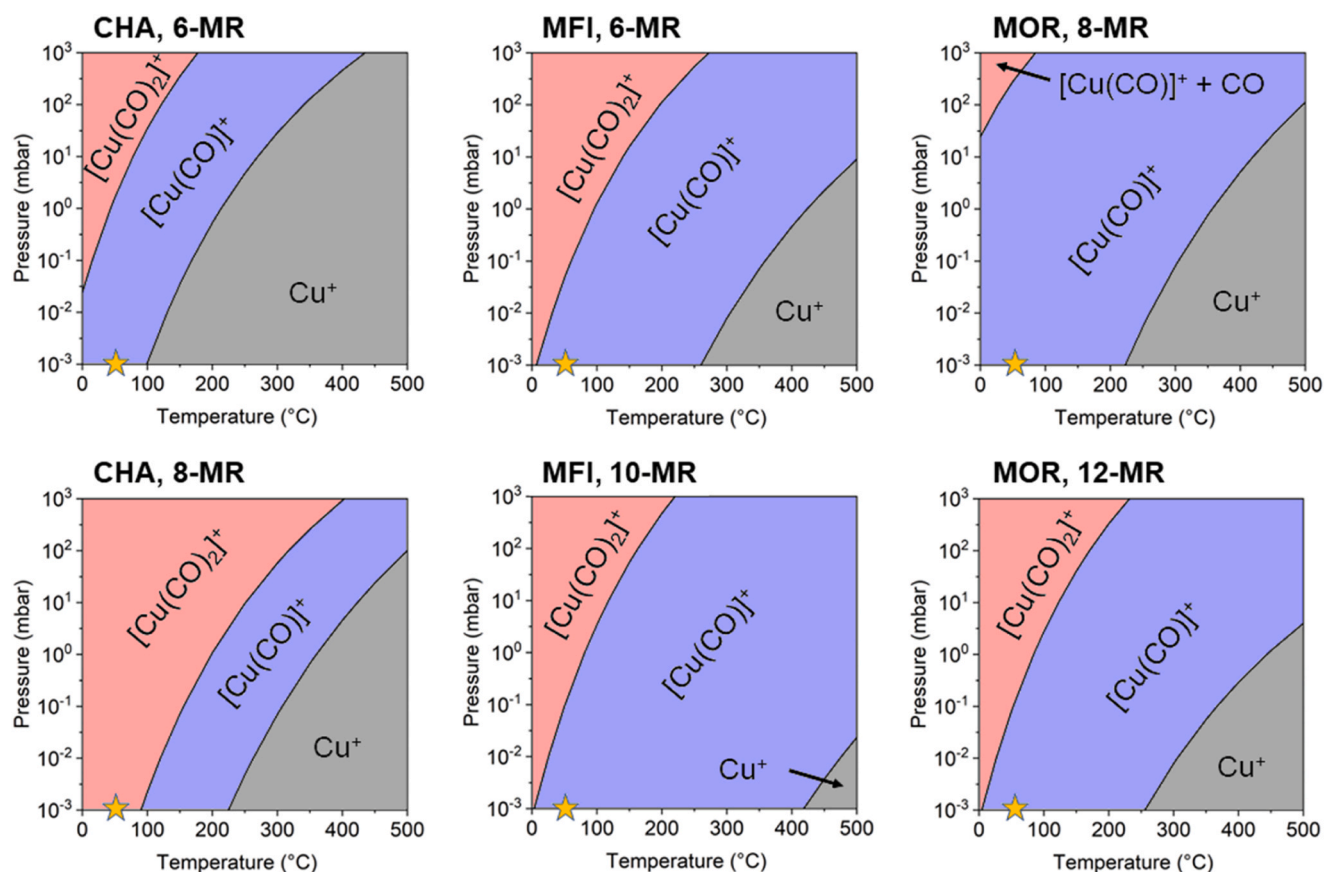 CHA, 6-MR
10³
10²
10¹
10⁰
10⁻¹
10⁻²
10⁻³
Pressure (mbar)
[Cu(CO)₂]⁺
[Cu(CO)]⁺
Cu⁺
0 100 200 300 400 500
Temperature (°C)
MFI, 6-MR
10³
10²
10¹
10⁰
10⁻¹
10⁻²
10⁻³
Pressure (mbar)
[Cu(CO)₂]⁺
[Cu(CO)]⁺
Cu⁺
0 100 200 300 400 500
Temperature (°C)
MOR, 8-MR
10³
10²
10¹
10⁰
10⁻¹
10⁻²
10⁻³
Pressure (mbar)
[Cu(CO)]⁺ + CO
[Cu(CO)]⁺
Cu⁺
0 100 200 300 400 500
Temperature (°C)
CHA, 8-MR
10³
10²
10¹
10⁰
10⁻¹
10⁻²
10⁻³
Pressure (mbar)
[Cu(CO)₂]⁺
[Cu(CO)]⁺
Cu⁺
0 100 200 300 400 500
Temperature (°C)
MFI, 10-MR
10³
10²
10¹
10⁰
10⁻¹
10⁻²
10⁻³
Pressure (mbar)
[Cu(CO)₂]⁺
[Cu(CO)]⁺
Cu⁺
0 100 200 300 400 500
Temperature (°C)
MOR, 12-MR
10³
10²
10¹
10⁰
10⁻¹
10⁻²
10⁻³
Pressure (mbar)
[Cu(CO)₂]⁺
[Cu(CO)]⁺
Cu⁺
0 100 200 300 400 500
Temperature (°C)